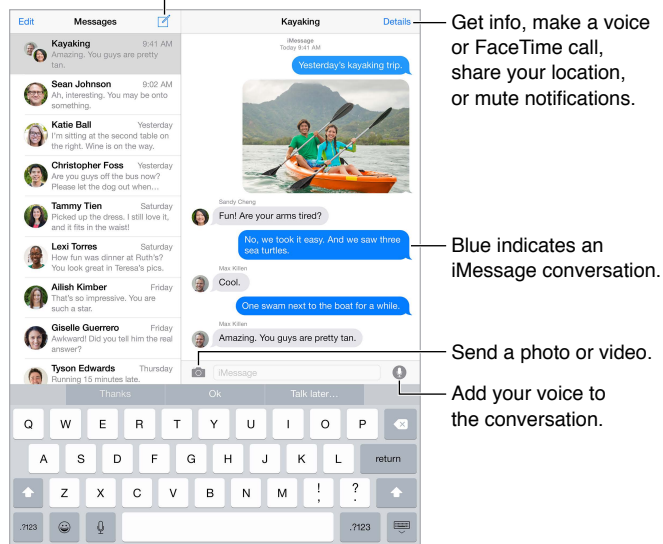 Edit
Messages
Kayaking
Details
Kayaking 9:41 AM
Amazing. You guys are pretty
tan.
Sean Johnson 9:02 AM
Ah, interesting. You may be onto
something.
Katie Ball Yesterday
I'm sitting at the second table on
the right. Wine is on the way.
Christopher Foss Yesterday
Are you guys off the bus now?
Please let the dog out when…
Tammy Tien Saturday
Picked up the dress. I still love it,
and it fits in the waist!
Lexi Torres Saturday
How fun was dinner at Ruth's?
You look great in Teresa's pics.
Ailish Kimber Friday
That's so impressive. You are
such a star.
Giselle Guerrero Friday
Awkward! Did you tell him the real
answer?
Tyson Edwards Thursday
Running 15 minutes late.
iMessage
Today 9:41 AM
Yesterday's kayaking trip.
Sandy Cheng
Fun! Are your arms tired?
No, we took it easy. And we saw three
sea turtles.
Max Killen
Cool.
One swam next to the boat for a while.
Max Killen
Amazing. You guys are pretty tan.
iMessage
Thanks Ok Talk later…
Q W E R T Y U I O P
A S D F G H J K L return
Z X C V B N M ! , ? .
.?123 .?123
Get info, make a voice
or FaceTime call,
share your location,
or mute notifications.
Blue indicates an
iMessage conversation.
Send a photo or video.
Add your voice to
the conversation.